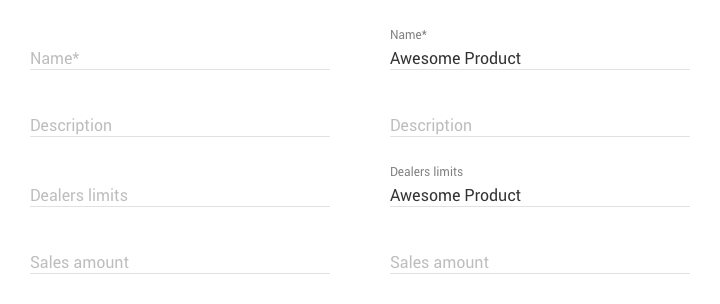 Name*
Description
Dealers limits
Sales amount
Name*
Awesome Product
Description
Dealers limits
Awesome Product
Sales amount